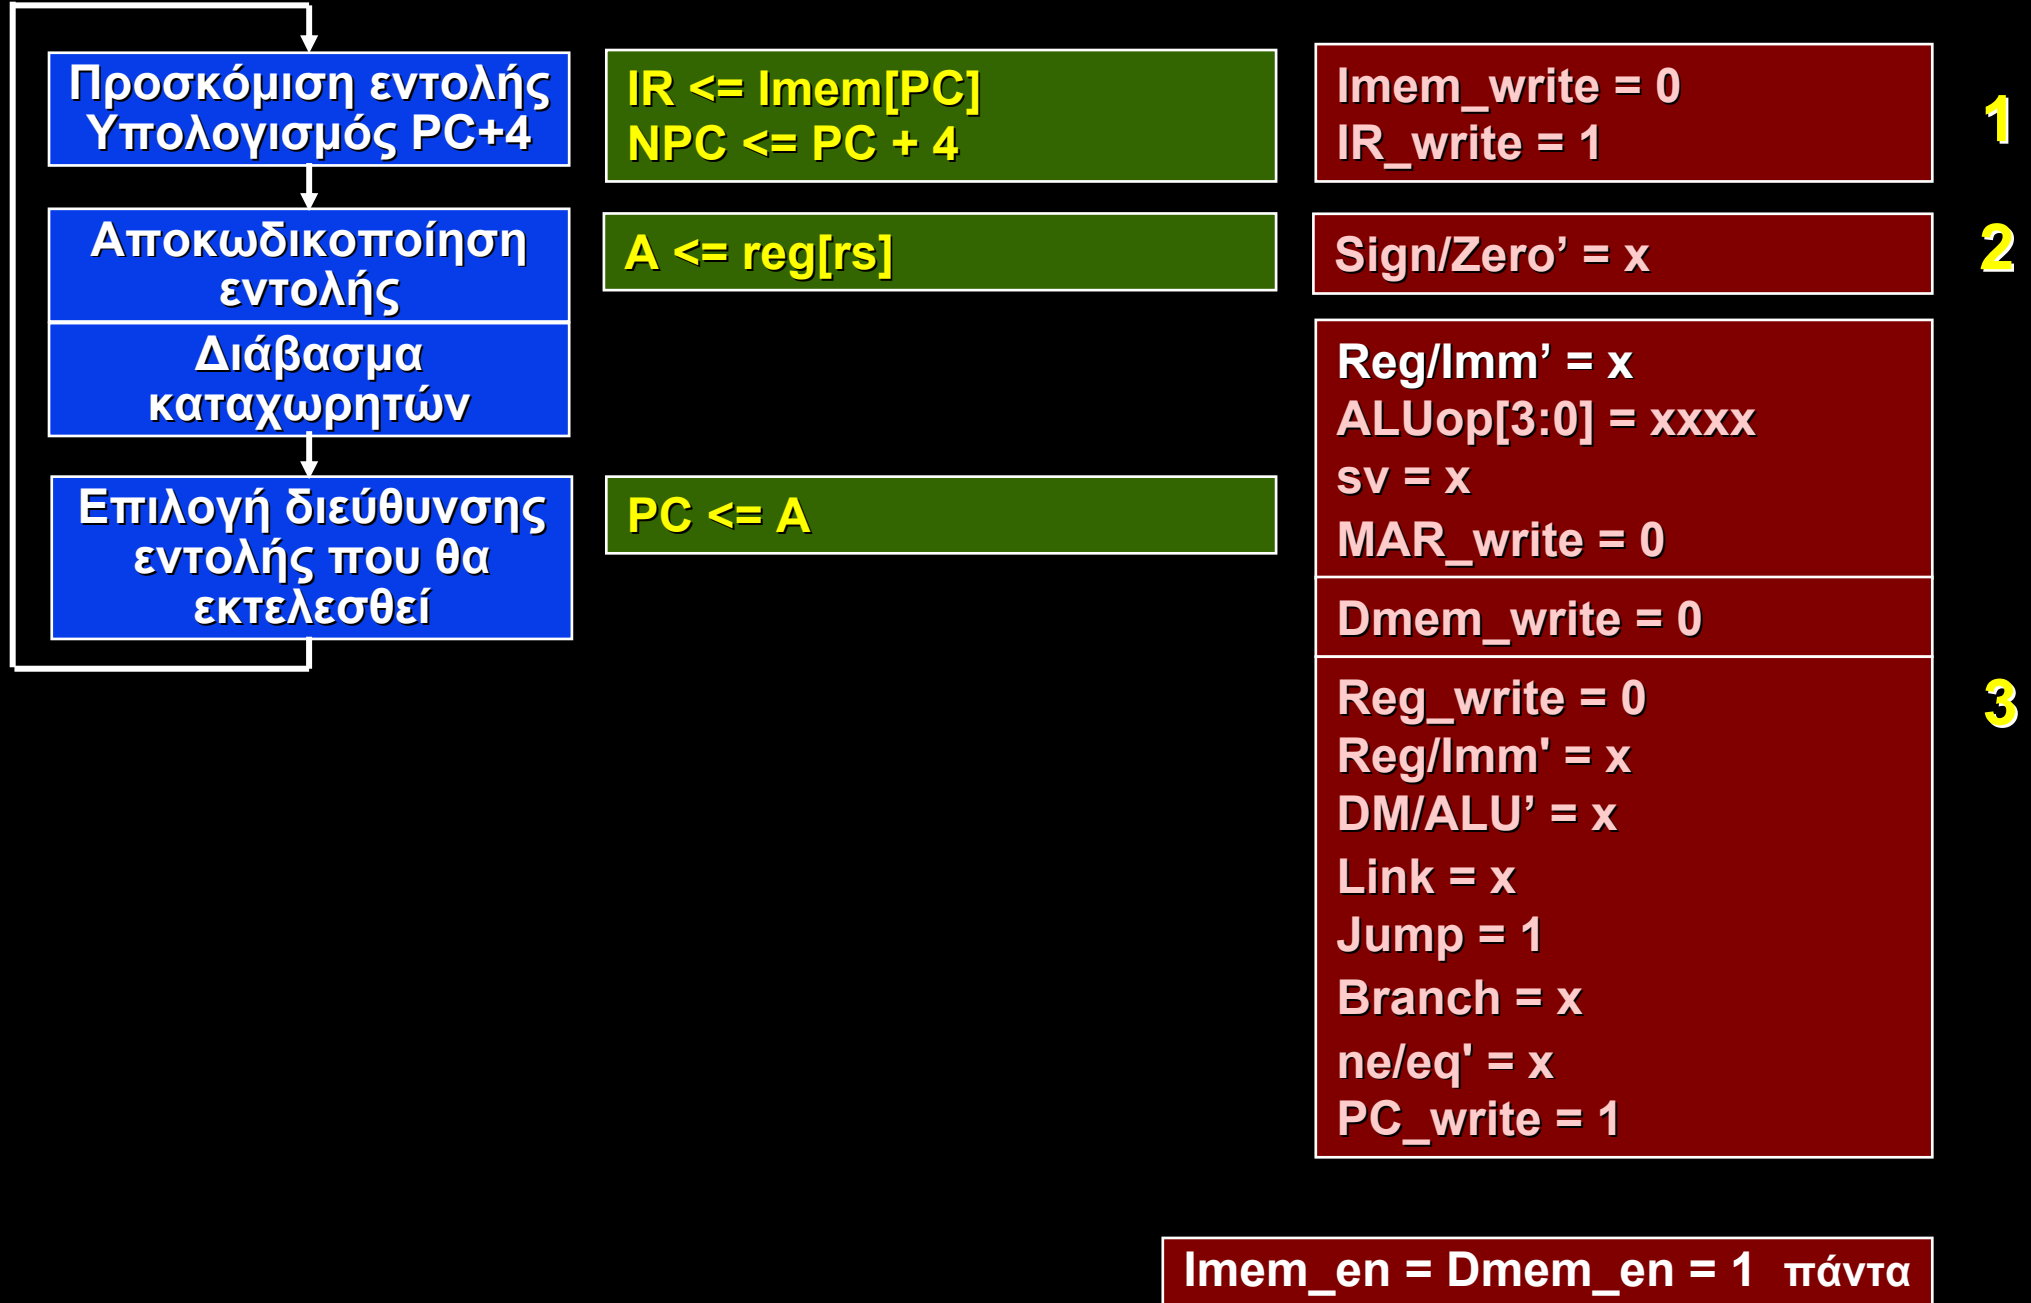 Προσκόμιση εντολής
Υπολογισμός PC+4
IR <= Imem[PC]
NPC <= PC + 4
Imem_write = 0
IR_write = 1
1
Αποκωδικοποίηση
εντολής
A <= reg[rs]
Sign/Zero’ = x
2
Διάβασμα
καταχωρητών
Reg/Imm’ = x
ALUop[3:0] = xxxx
sv = x
MAR_write = 0
Επιλογή διεύθυνσης
εντολής που θα
εκτελεσθεί
PC <= A
Dmem_write = 0
Reg_write = 0
Reg/Imm' = x
DM/ALU’ = x
Link = x
Jump = 1
Branch = x
ne/eq' = x
PC_write = 1
3
Imem_en = Dmem_en = 1 πάντα